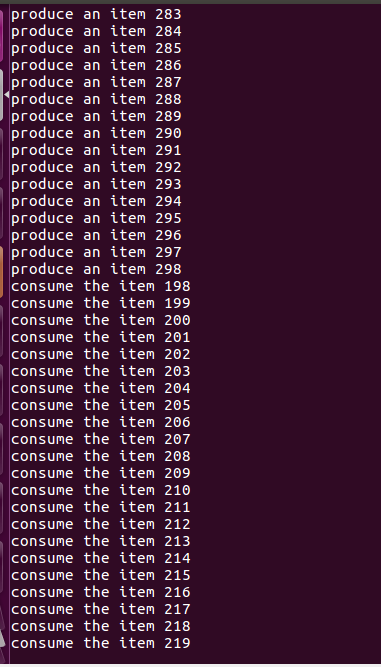 produce an item 283
produce an item 284
produce an item 285
produce an item 286
produce an item 287
produce an item 288
produce an item 289
produce an item 290
produce an item 291
produce an item 292
produce an item 293
produce an item 294
produce an item 295
produce an item 296
produce an item 297
produce an item 298
consume the item 198
consume the item 199
consume the item 200
consume the item 201
consume the item 202
consume the item 203
consume the item 204
consume the item 205
consume the item 206
consume the item 207
consume the item 208
consume the item 209
consume the item 210
consume the item 211
consume the item 212
consume the item 213
consume the item 214
consume the item 215
consume the item 216
consume the item 217
consume the item 218
consume the item 219